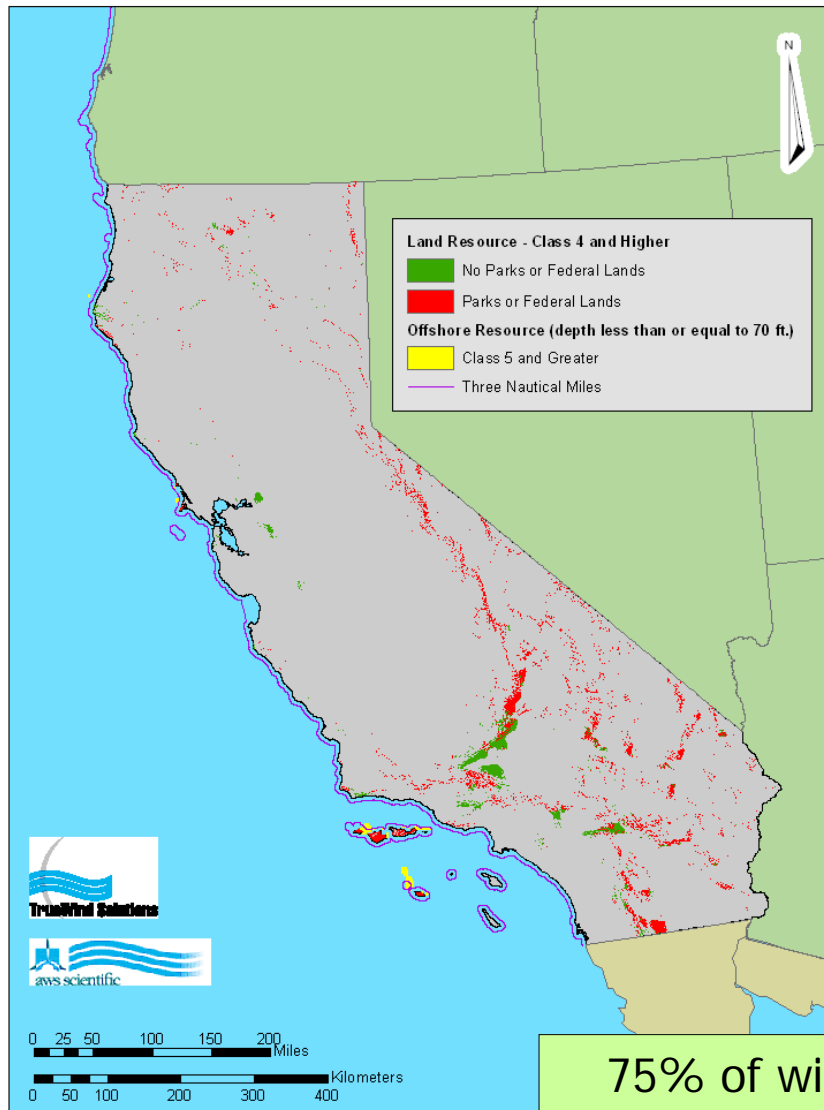 N
Land Resource - Class 4 and Higher
No Parks or Federal Lands
Parks or Federal Lands
Offshore Resource (depth less than or equal to 70 ft.)
Class 5 and Greater
Three Nautical Miles
TrueWind Solutions
aws scientific
0 25 50 100 150 200
Miles
Kilometers
0 50 100 200 300 400
75% of wi